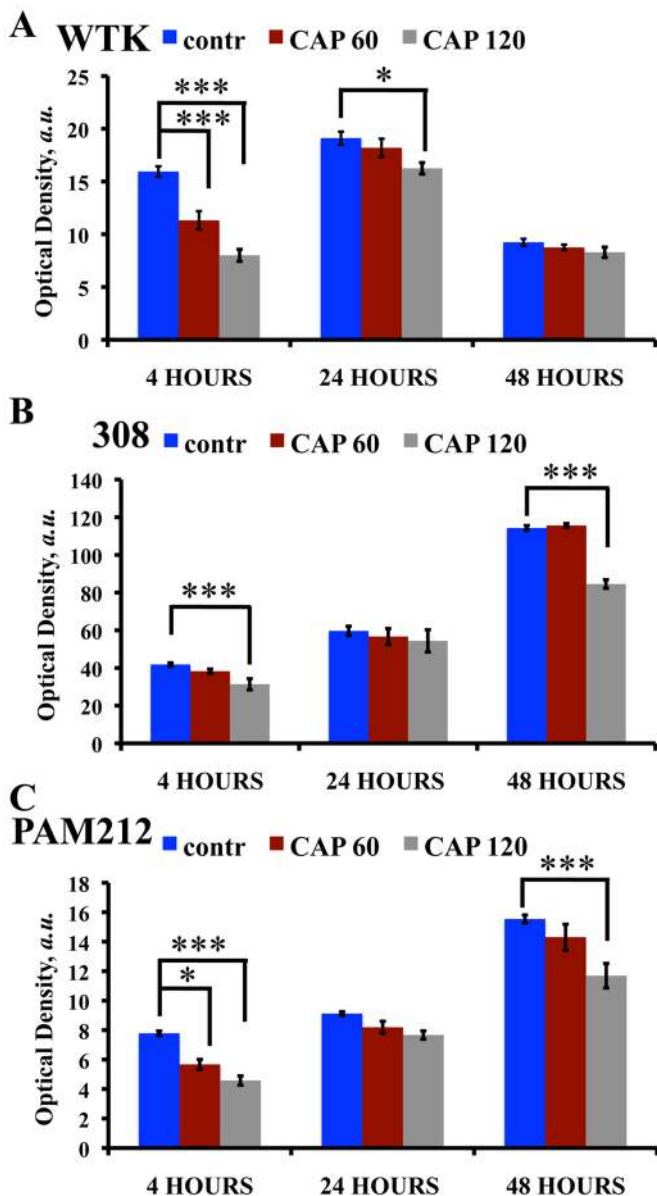 A
WTK contr CAP 60 CAP 120
Optical Density, a.u.
25
20
15
10
5
0
***
***
*
4 HOURS 24 HOURS 48 HOURS
B
308 contr CAP 60 CAP 120
Optical Density, a.u.
140
120
100
80
60
40
20
0
***
***
4 HOURS 24 HOURS 48 HOURS
C
PAM212 contr CAP 60 CAP 120
Optical Density, a.u.
18
16
14
12
10
8
6
4
2
0
***
***
*
4 HOURS 24 HOURS 48 HOURS